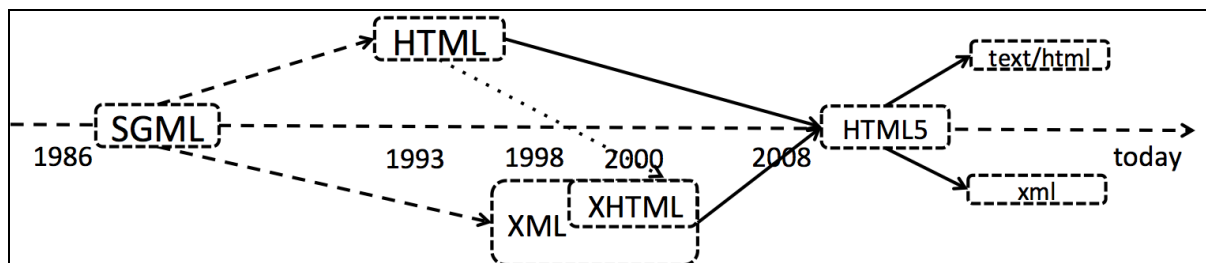 HTML
text/html
SGML
HTML5
1986
1993
1998
2000
2008
today
XML
XHTML
xml